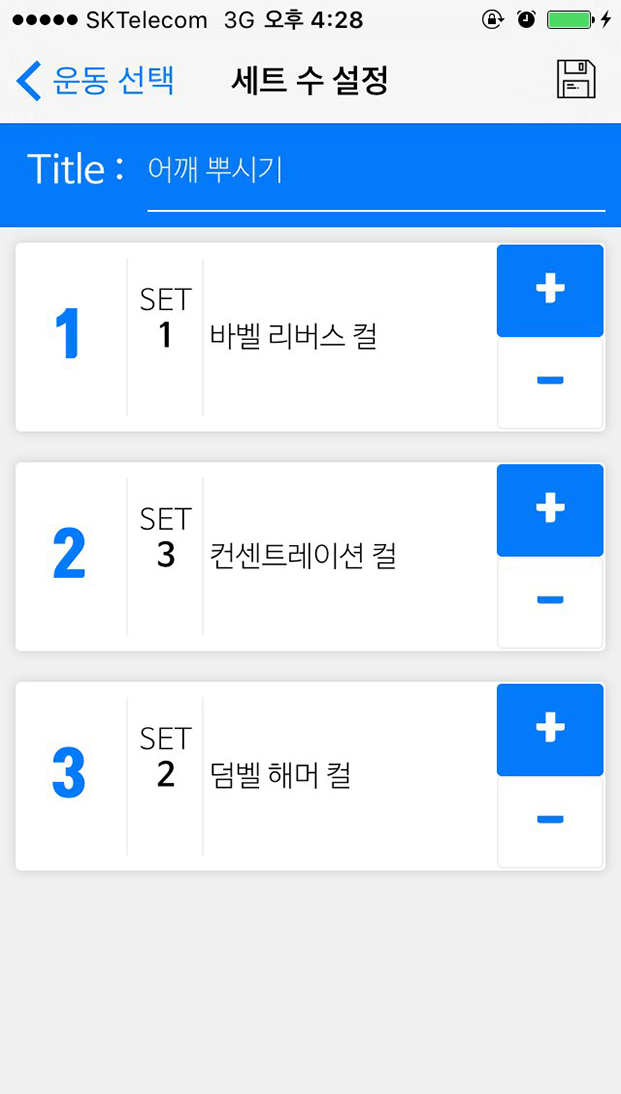 SKTelecom 3G 오후 4:28
운동 선택 세트 수 설정
Title : 어깨 뿌시기
1 SET 1 바벨 리버스 컬 +
−
2 SET 3 컨센트레이션 컬 +
−
3 SET 2 덤벨 해머 컬 +
−